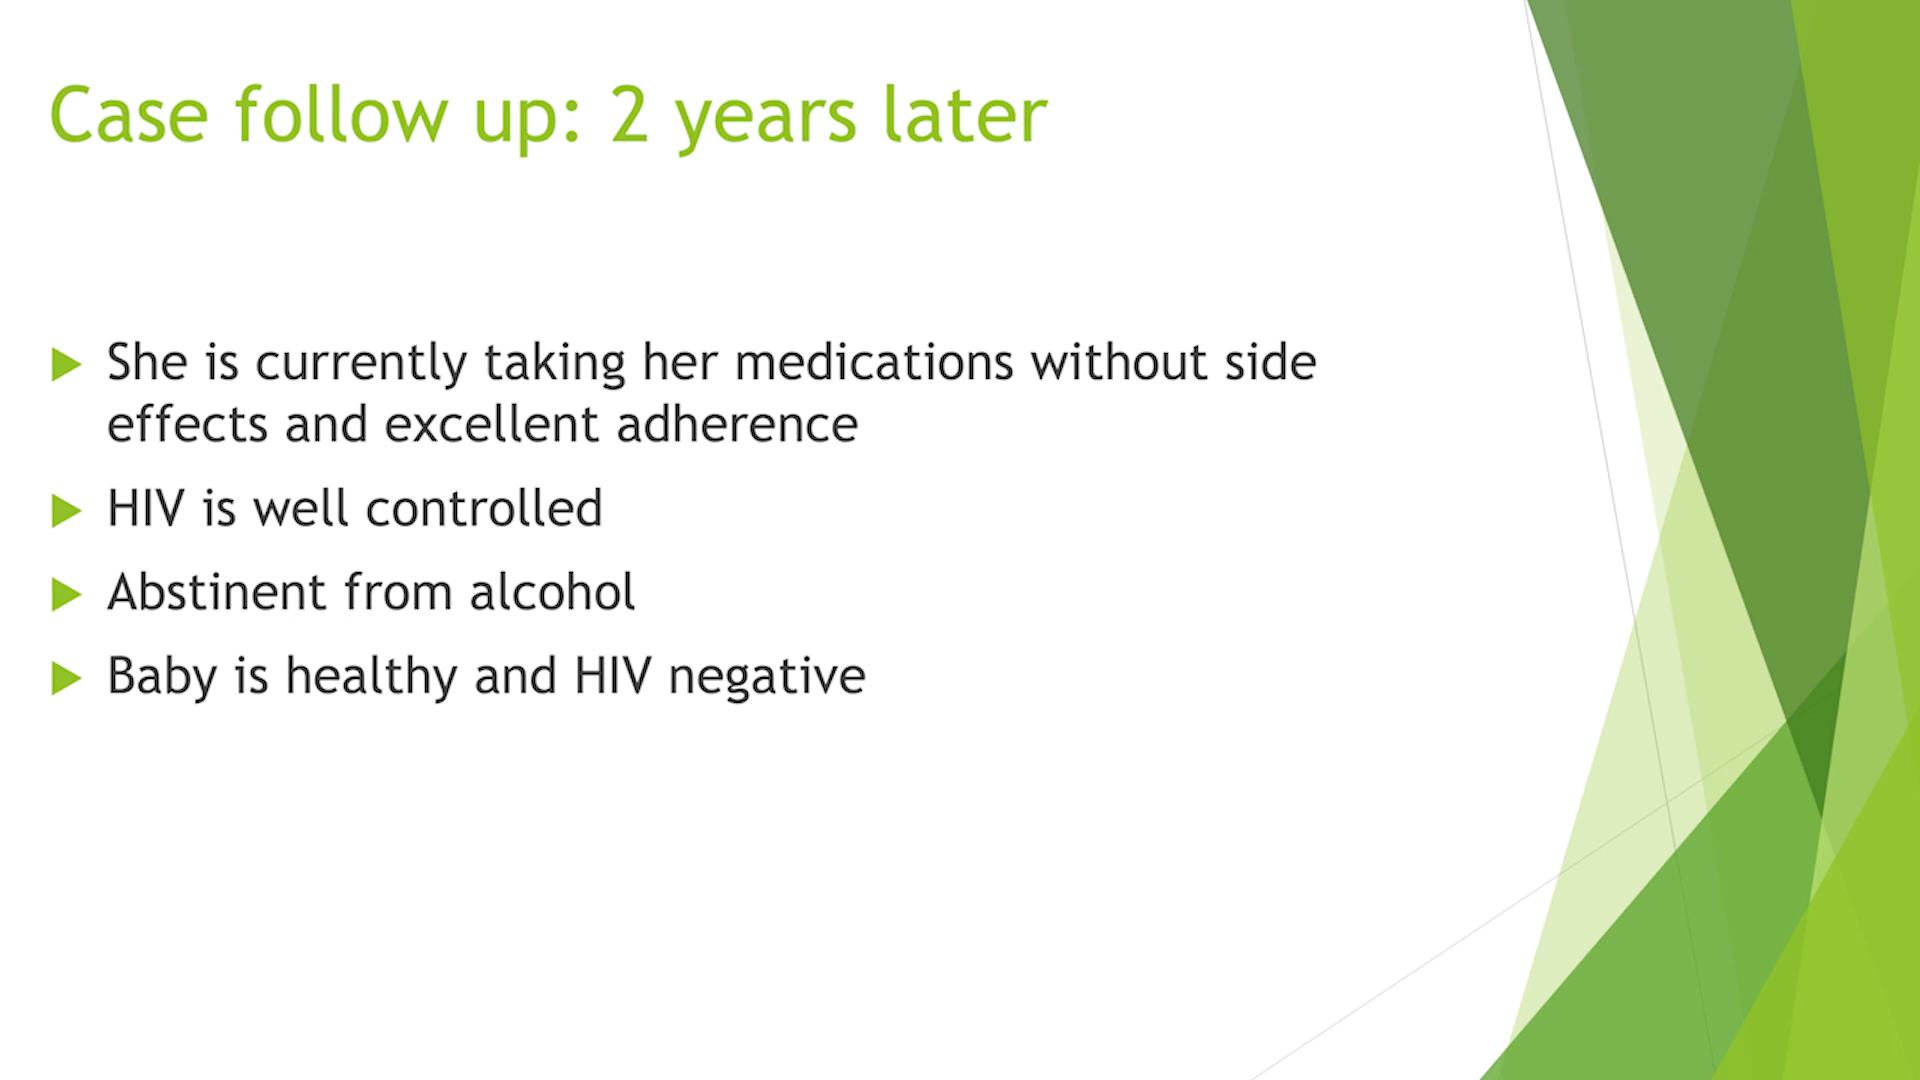 Case follow up: 2 years later
She is currently taking her medications without side
effects and excellent adherence
HIV is well controlled
Abstinent from alcohol
Baby is healthy and HIV negative